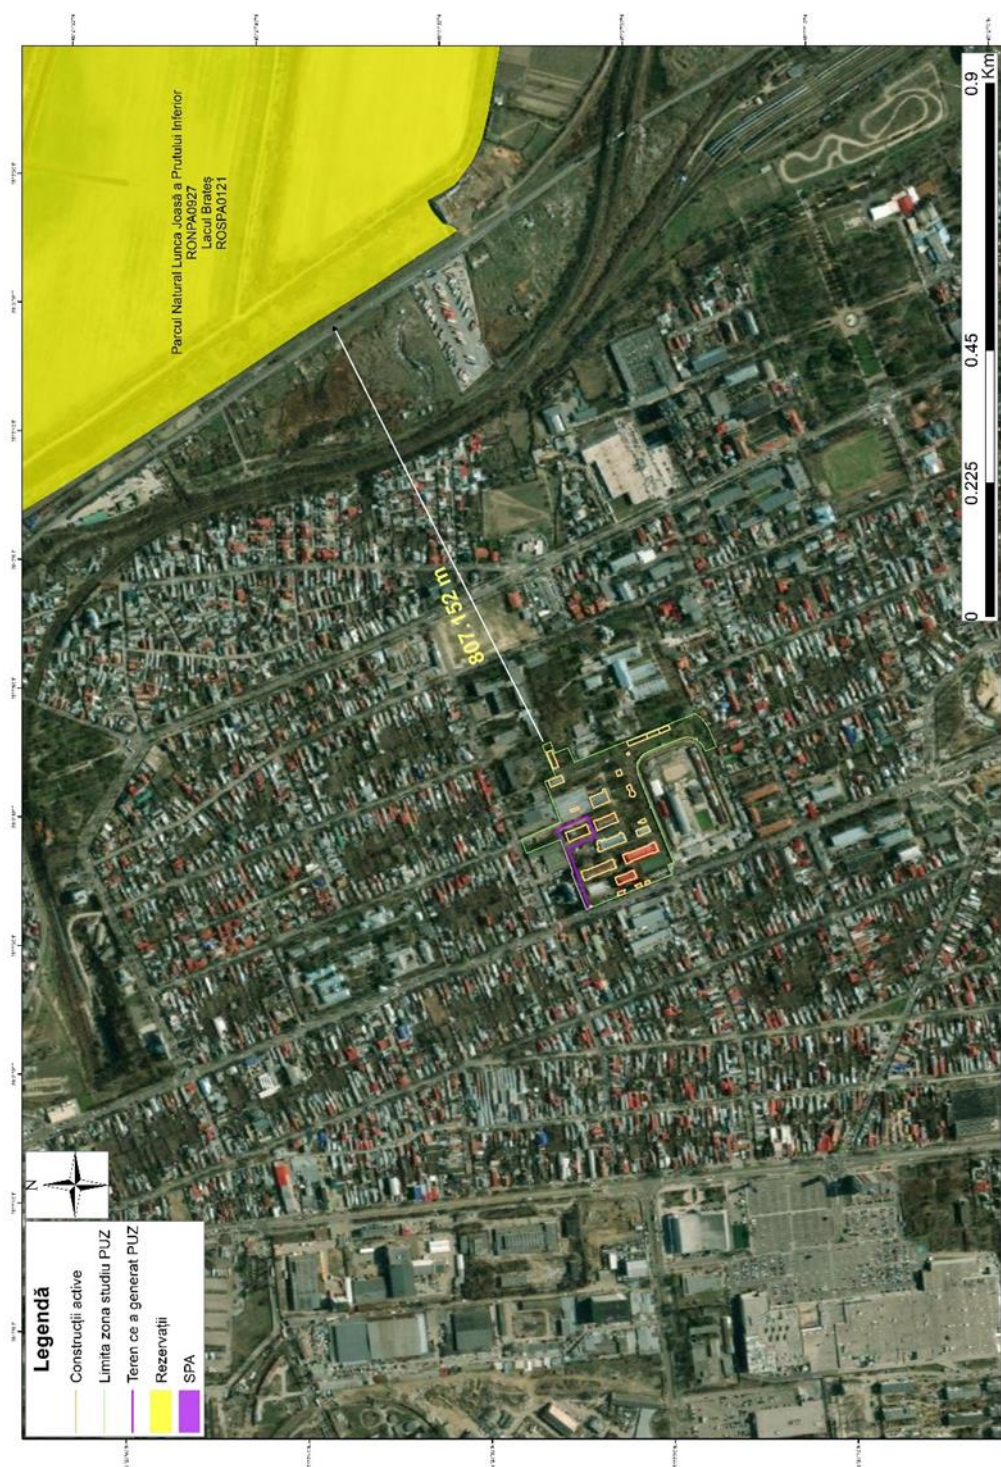 Parcul Natural Lunca Joasă a Prutului Inferior
RONPA0927
Lacul Brateș
ROSPA0121
807.152 m
N
Legendă
Construcții active
Limita zona studiu PUZ
Teren ce a generat PUZ
Rezervații
SPA
0 0.225 0.45 0.9
Km